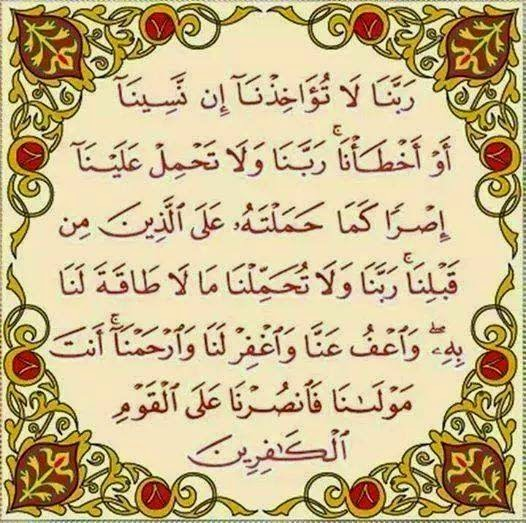 رَبَّنَا لَا تُؤَاخِذْنَآ إِن نَّسِينَآ
أَوْ أَخْطَأْنَا ۚ رَبَّنَا وَلَا تَحْمِلْ عَلَيْنَآ
إِصْرًا كَمَا حَمَلْتَهُۥ عَلَى ٱلَّذِينَ مِن
قَبْلِنَا ۚ رَبَّنَا وَلَا تُحَمِّلْنَا مَا لَا طَاقَةَ لَنَا
بِهِۦ ۖ وَٱعْفُ عَنَّا وَٱغْفِرْ لَنَا وَٱرْحَمْنَآ ۚ أَنتَ
مَوْلَىٰنَا فَٱنصُرْنَا عَلَى ٱلْقَوْمِ
ٱلْكَـٰفِرِينَ